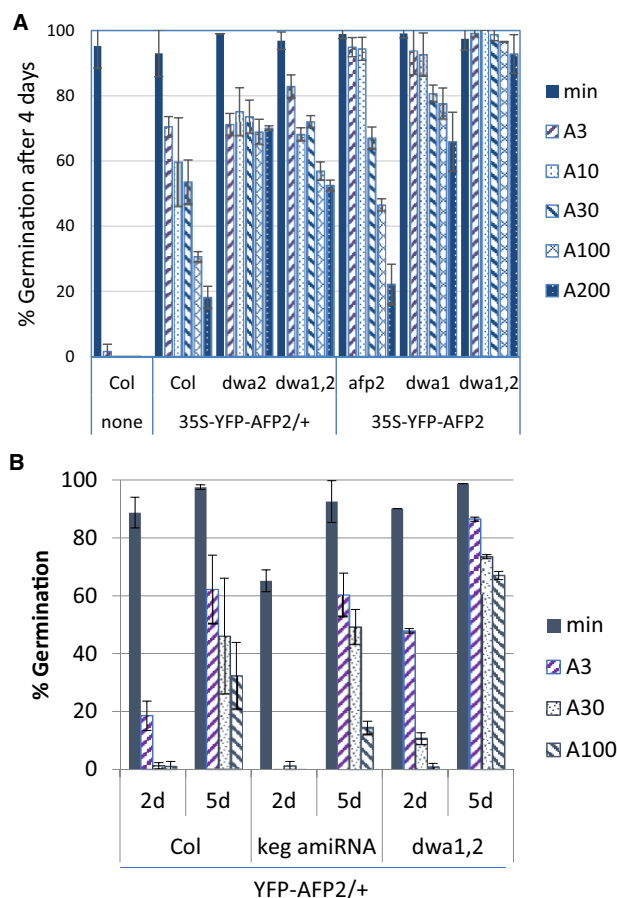 A
% Germination after 4 days
100
80
60
40
20
0
Col Col dwa2 dwa1,2 afp2 dwa1 dwa1,2
none 35S-YFP-AFP2/+ 35S-YFP-AFP2
min
A3
A10
A30
A100
A200
B
% Germination
100
80
60
40
20
0
2d 5d 2d 5d 2d 5d
Col keg amiRNA dwa1,2
YFP-AFP2/+
min
A3
A30
A100